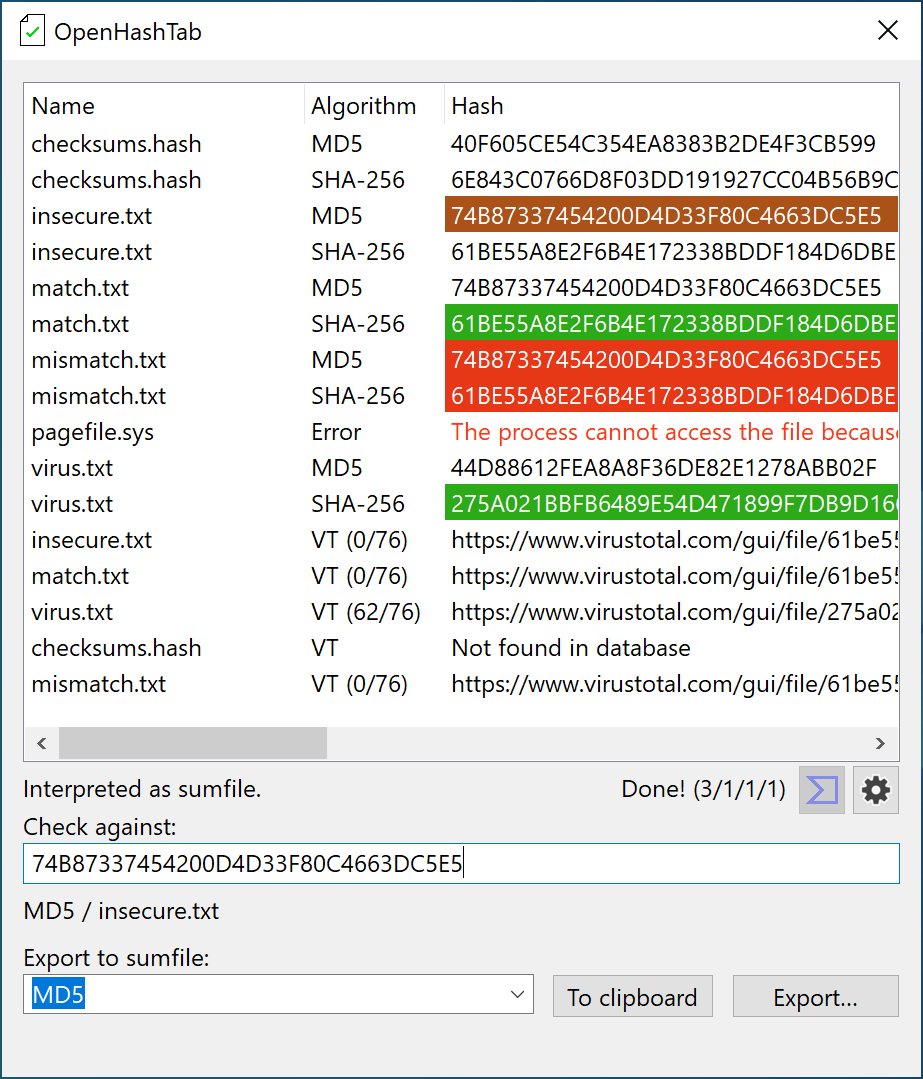 OpenHashTab
Name Algorithm Hash
checksums.hash MD5 40F605CE54C354EA8383B2DE4F3CB599
checksums.hash SHA-256 6E843C0766D8F03DD191927CC04B56B9C
insecure.txt MD5 74B87337454200D4D33F80C4663DC5E5
insecure.txt SHA-256 61BE55A8E2F6B4E172338BDDF184D6DBE
match.txt MD5 74B87337454200D4D33F80C4663DC5E5
match.txt SHA-256 61BE55A8E2F6B4E172338BDDF184D6DBE
mismatch.txt MD5 74B87337454200D4D33F80C4663DC5E5
mismatch.txt SHA-256 61BE55A8E2F6B4E172338BDDF184D6DBE
pagefile.sys Error The process cannot access the file because
virus.txt MD5 44D88612FEA8A8F36DE82E1278ABB02F
virus.txt SHA-256 275A021BBFB6489E54D471899F7DB9D166
insecure.txt VT (0/76) https://www.virustotal.com/gui/file/61be55
match.txt VT (0/76) https://www.virustotal.com/gui/file/61be55
virus.txt VT (62/76) https://www.virustotal.com/gui/file/275a02
checksums.hash VT Not found in database
mismatch.txt VT (0/76) https://www.virustotal.com/gui/file/61be55
Interpreted as sumfile. Done! (3/1/1/1)
Check against:
74B87337454200D4D33F80C4663DC5E5
MD5 / insecure.txt
Export to sumfile:
MD5 To clipboard Export...